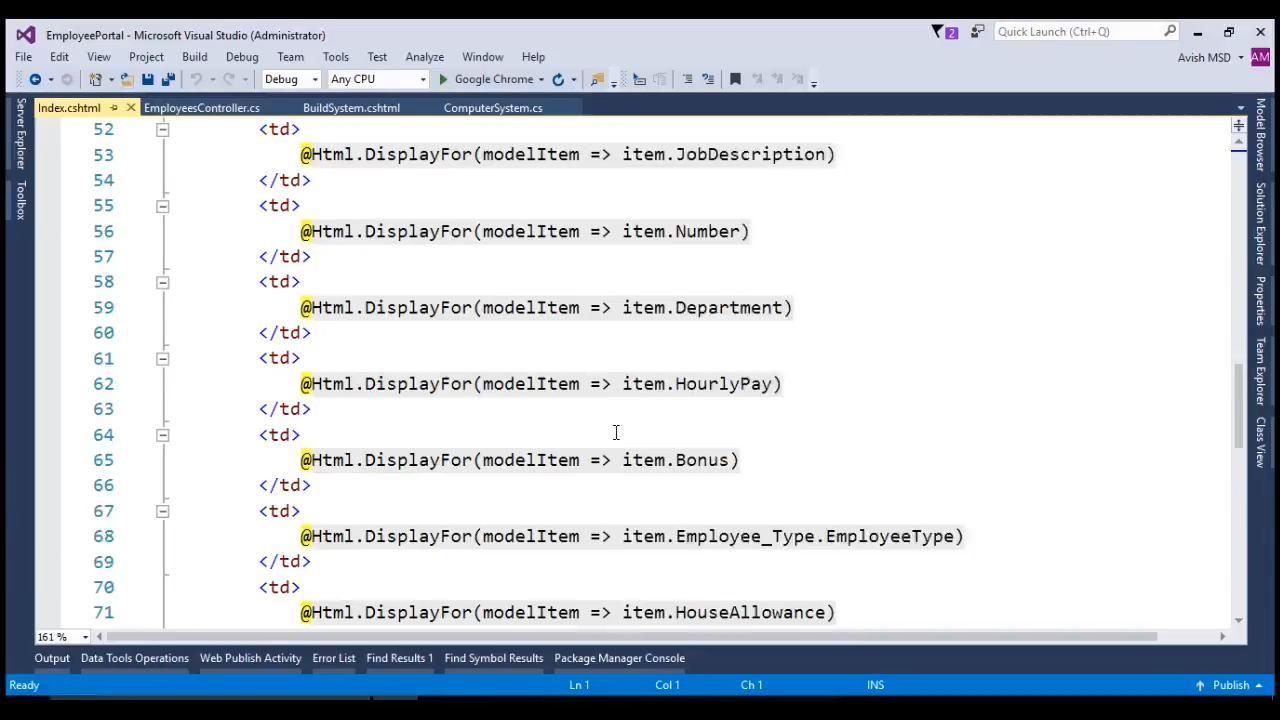 EmployeePortal - Microsoft Visual Studio (Administrator)
2
Quick Launch (Ctrl+Q)
File Edit View Project Build Debug Team Tools Test Analyze Window Help
Avish MSD AM
Debug Any CPU Google Chrome
Index.cshtml EmployeesController.cs BuildSystem.cshtml ComputerSystem.cs
Server Explorer
Toolbox
52 <td>
53 @Html.DisplayFor(modelItem => item.JobDescription)
54 </td>
55 <td>
56 @Html.DisplayFor(modelItem => item.Number)
57 </td>
58 <td>
59 @Html.DisplayFor(modelItem => item.Department)
60 </td>
61 <td>
62 @Html.DisplayFor(modelItem => item.HourlyPay)
63 </td>
64 <td>
65 @Html.DisplayFor(modelItem => item.Bonus)
66 </td>
67 <td>
68 @Html.DisplayFor(modelItem => item.Employee_Type.EmployeeType)
69 </td>
70 <td>
71 @Html.DisplayFor(modelItem => item.HouseAllowance)
Model Browser
Solution Explorer
Properties
Team Explorer
Class View
161 %
Output Data Tools Operations Web Publish Activity Error List Find Results 1 Find Symbol Results Package Manager Console
Ready Ln 1 Col 1 Ch 1 INS Publish